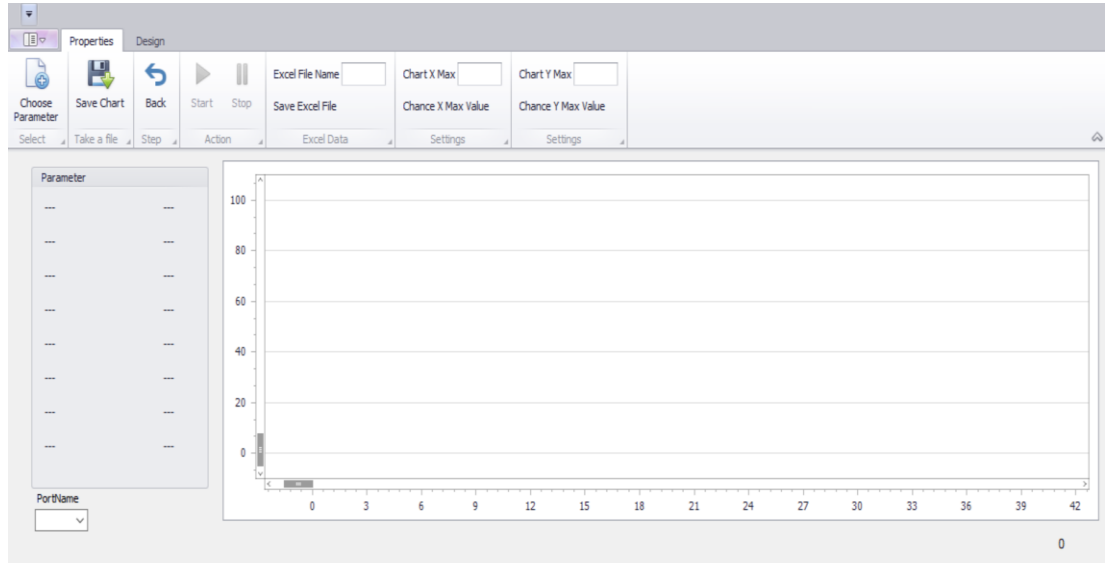 Properties Design
Excel File Name Chart X Max Chart Y Max
Choose Parameter Save Chart Back Start Stop Save Excel File Chance X Max Value Chance Y Max Value
Select Take a file Step Action Excel Data Settings Settings
Parameter
--- ---
--- ---
--- ---
--- ---
--- ---
--- ---
--- ---
--- ---
PortName
100
80
60
40
20
0
0 3 6 9 12 15 18 21 24 27 30 33 36 39 42
0